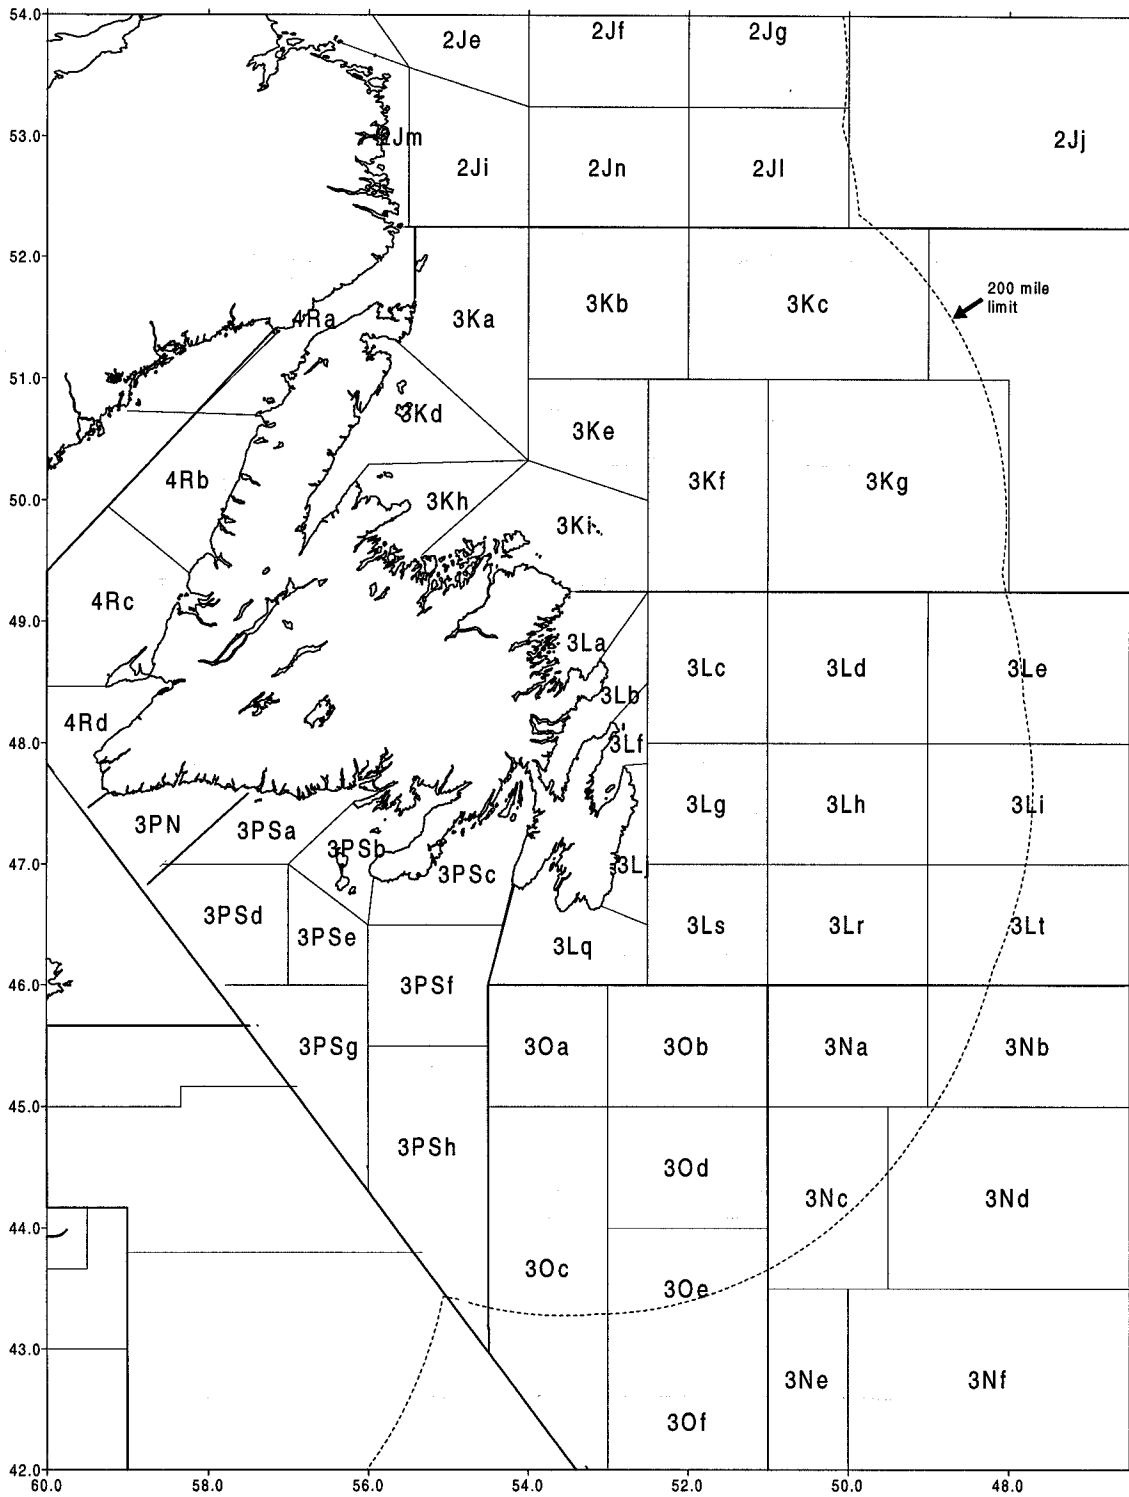 54.0
2Je
2Jf
2Jg
53.0
2Jm
2Ji
2Jn
2Jl
2Jj
52.0
4Ra
3Ka
3Kb
3Kc
200 mile
limit
51.0
3Kd
3Ke
4Rb
3Kf
3Kg
50.0
3Kh
3Ki
4Rc
49.0
3La
3Lb
3Lc
3Ld
3Le
4Rd
48.0
3Lf
3PN
3PSa
3Lg
3Lh
3Li
47.0
3PSb
3PSc
3Lj
3PSd
3PSe
3Lq
3Ls
3Lr
3Lt
46.0
3PSf
3PSg
3Oa
3Ob
3Na
3Nb
45.0
3PSh
3Od
3Nc
3Nd
44.0
3Oc
3Oe
43.0
3Ne
3Nf
3Of
42.0
60.0
58.0
56.0
54.0
52.0
50.0
48.0